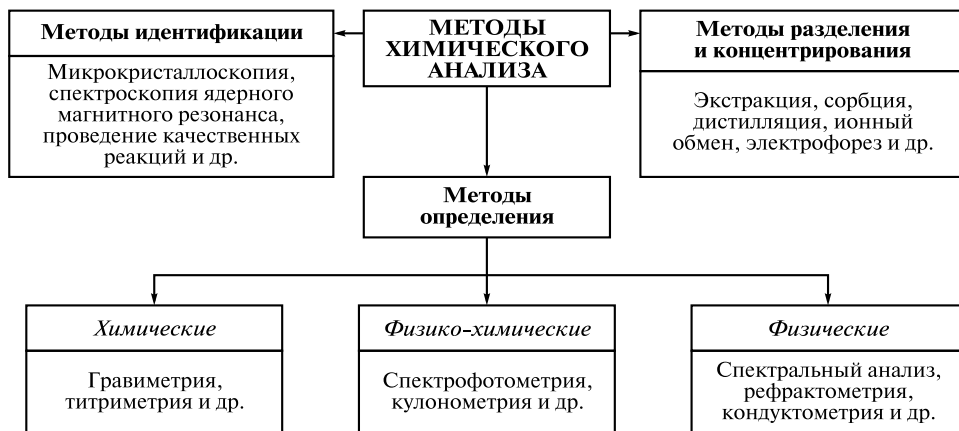 Методы идентификации
Микрокристаллоскопия,
спектроскопия ядерного
магнитного резонанса,
проведение качественных
реакций и др.
МЕТОДЫ
ХИМИЧЕСКОГО
АНАЛИЗА
Методы разделения
и концентрирования
Экстракция, сорбция,
дистилляция, ионный
обмен, электрофорез и др.
Методы
определения
Химические
Гравиметрия,
титриметрия и др.
Физико-химические
Спектрофотометрия,
кулонометрия и др.
Физические
Спектральный анализ,
рефрактометрия,
кондуктометрия и др.